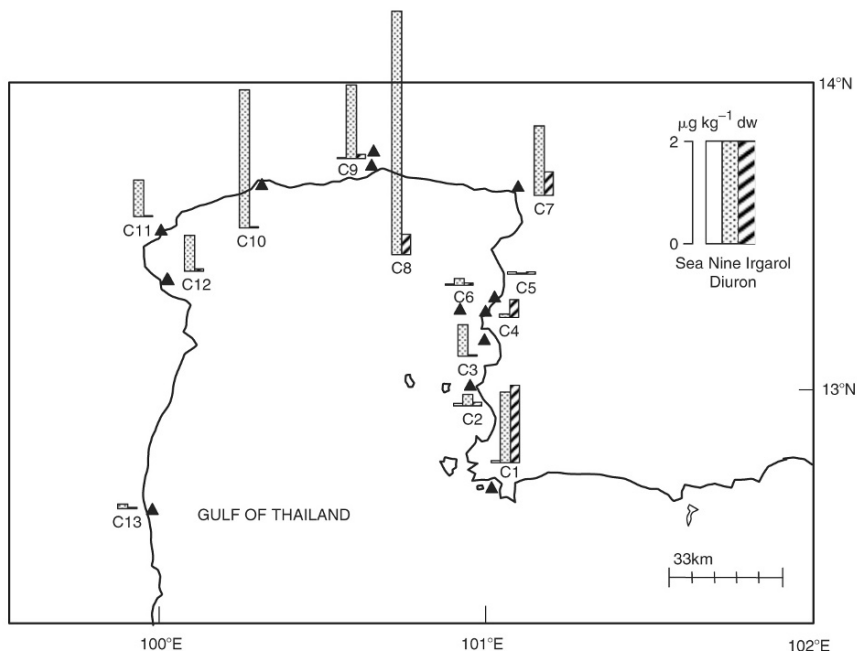 14°N
µg kg⁻¹ dw
2
0
Sea Nine Irgarol
Diuron
C9
C7
C11
C10
C8
C12
C6
C5
C4
C3
13°N
C2
C1
C13
GULF OF THAILAND
33km
100°E
101°E
102°E